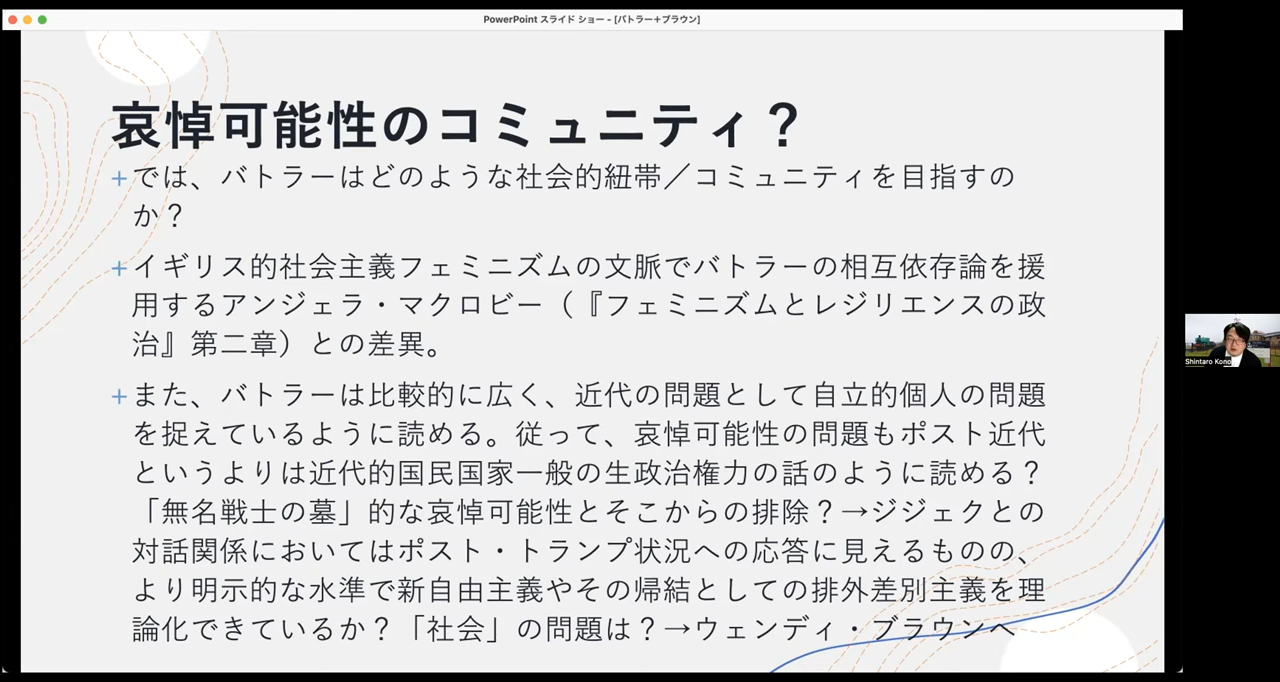 PowerPoint スライド ショー - [バトラー＋ブラウン]
哀悼可能性のコミュニティ？
+では、バトラーはどのような社会的紐帯／コミュニティを目指すの
か？
+イギリス的社会主義フェミニズムの文脈でバトラーの相互依存論を援
用するアンジェラ・マクロビー（『フェミニズムとレジリエンスの政
治』第二章）との差異。
+また、バトラーは比較的に広く、近代の問題として自立的個人の問題
を捉えているように読める。従って、哀悼可能性の問題もポスト近代
というよりは近代的国民国家一般の生政治権力の話のように読める？
「無名戦士の墓」的な哀悼可能性とそこからの排除？→ジジェクとの
対話関係においてはポスト・トランプ状況への応答に見えるものの、
より明示的な水準で新自由主義やその帰結としての排外差別主義を理
論化できているか？「社会」の問題は？→ウェンディ・ブラウンへ
Shintaro Kono